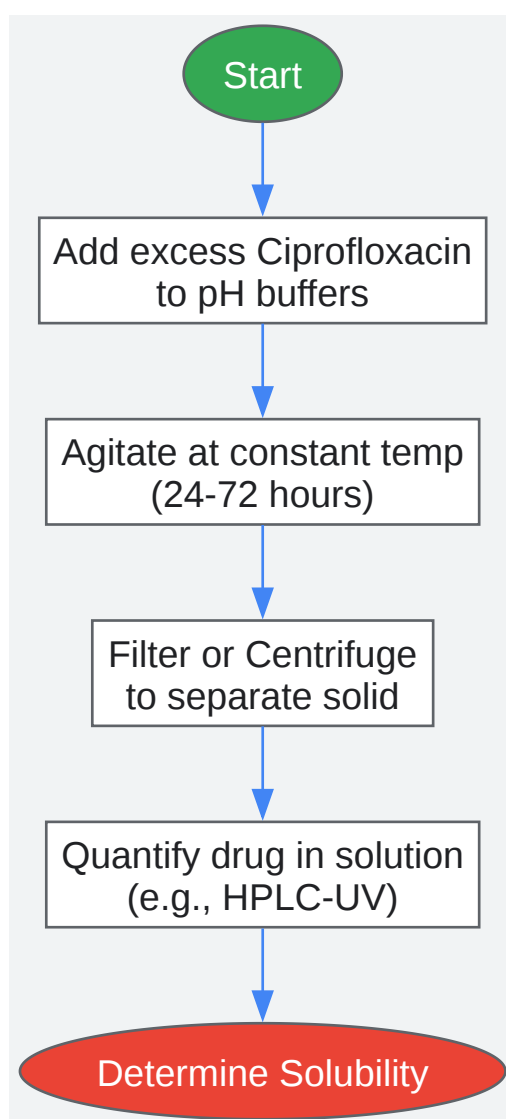 Start
Add excess Ciprofloxacin
to pH buffers
Agitate at constant temp
(24-72 hours)
Filter or Centrifuge
to separate solid
Quantify drug in solution
(e.g., HPLC-UV)
Determine Solubility